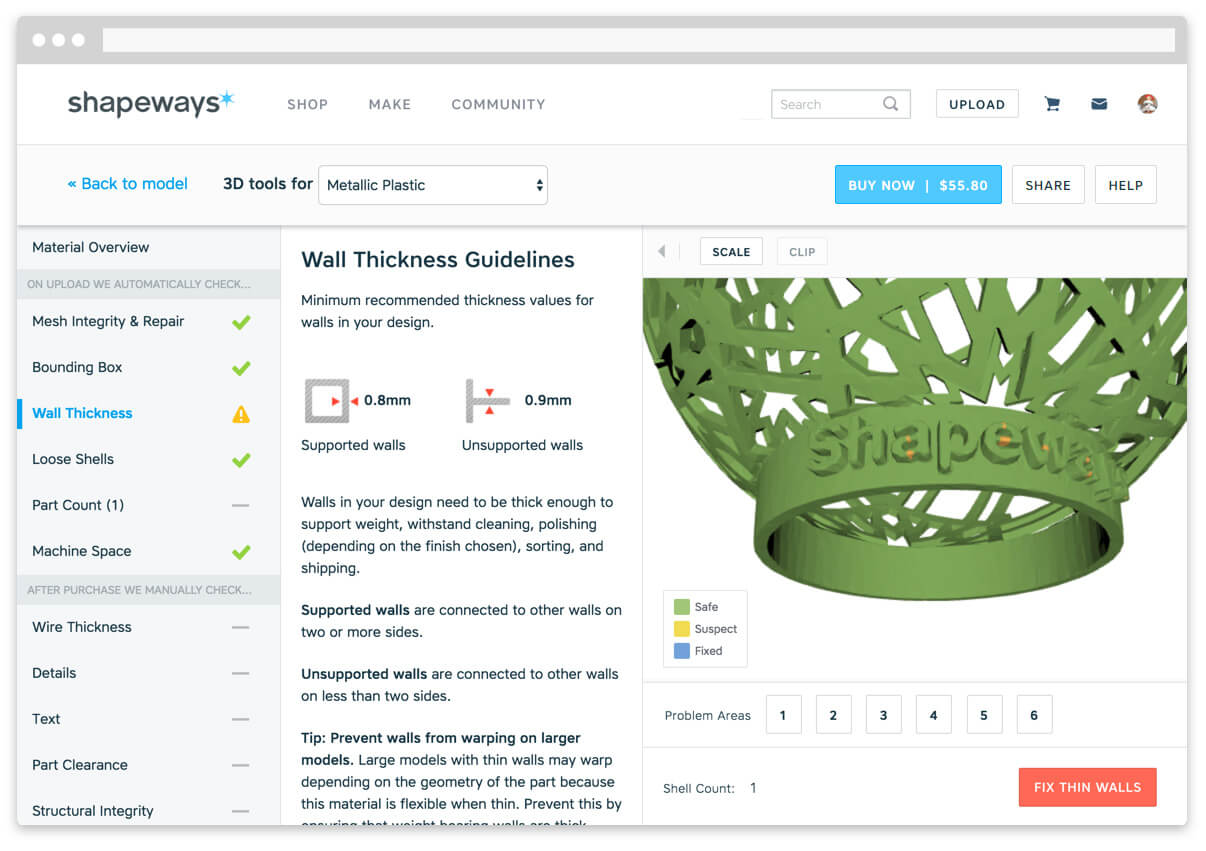 shapeways
SHOP
MAKE
COMMUNITY
Search
UPLOAD
« Back to model
3D tools for
Metallic Plastic
BUY NOW | $55.80
SHARE
HELP
Material Overview
ON UPLOAD WE AUTOMATICALLY CHECK...
Mesh Integrity & Repair
Bounding Box
Wall Thickness
Loose Shells
Part Count (1)
Machine Space
AFTER PURCHASE WE MANUALLY CHECK...
Wire Thickness
Details
Text
Part Clearance
Structural Integrity
Wall Thickness Guidelines
Minimum recommended thickness values for
walls in your design.
0.8mm
0.9mm
Supported walls
Unsupported walls
Walls in your design need to be thick enough to
support weight, withstand cleaning, polishing
(depending on the finish chosen), sorting, and
shipping.
Supported walls are connected to other walls on
two or more sides.
Unsupported walls are connected to other walls
on less than two sides.
Tip: Prevent walls from warping on larger
models. Large models with thin walls may warp
depending on the geometry of the part because
this material is flexible when thin. Prevent this by
ensuring that weight bearing walls are thick
SCALE
CLIP
shapeways
Safe
Suspect
Fixed
Problem Areas
1
2
3
4
5
6
Shell Count: 1
FIX THIN WALLS